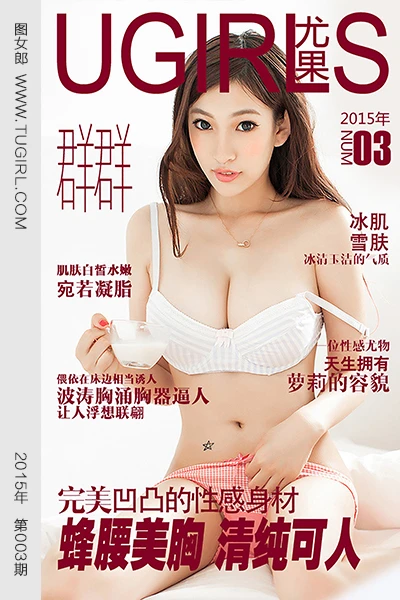 图女郎 WWW.TUGIRL.COM
2015年 第003期
UGIRLS
尤果
2015年
NUM 03
群群
冰肌
雪肤
冰清玉洁的气质
肌肤白皙水嫩
宛若凝脂
一位性感尤物
天生拥有
萝莉的容貌
偎依在床边相当诱人
波涛胸涌胸器逼人
让人浮想联翩
完美凹凸的性感身材
蜂腰美胸 清纯可人